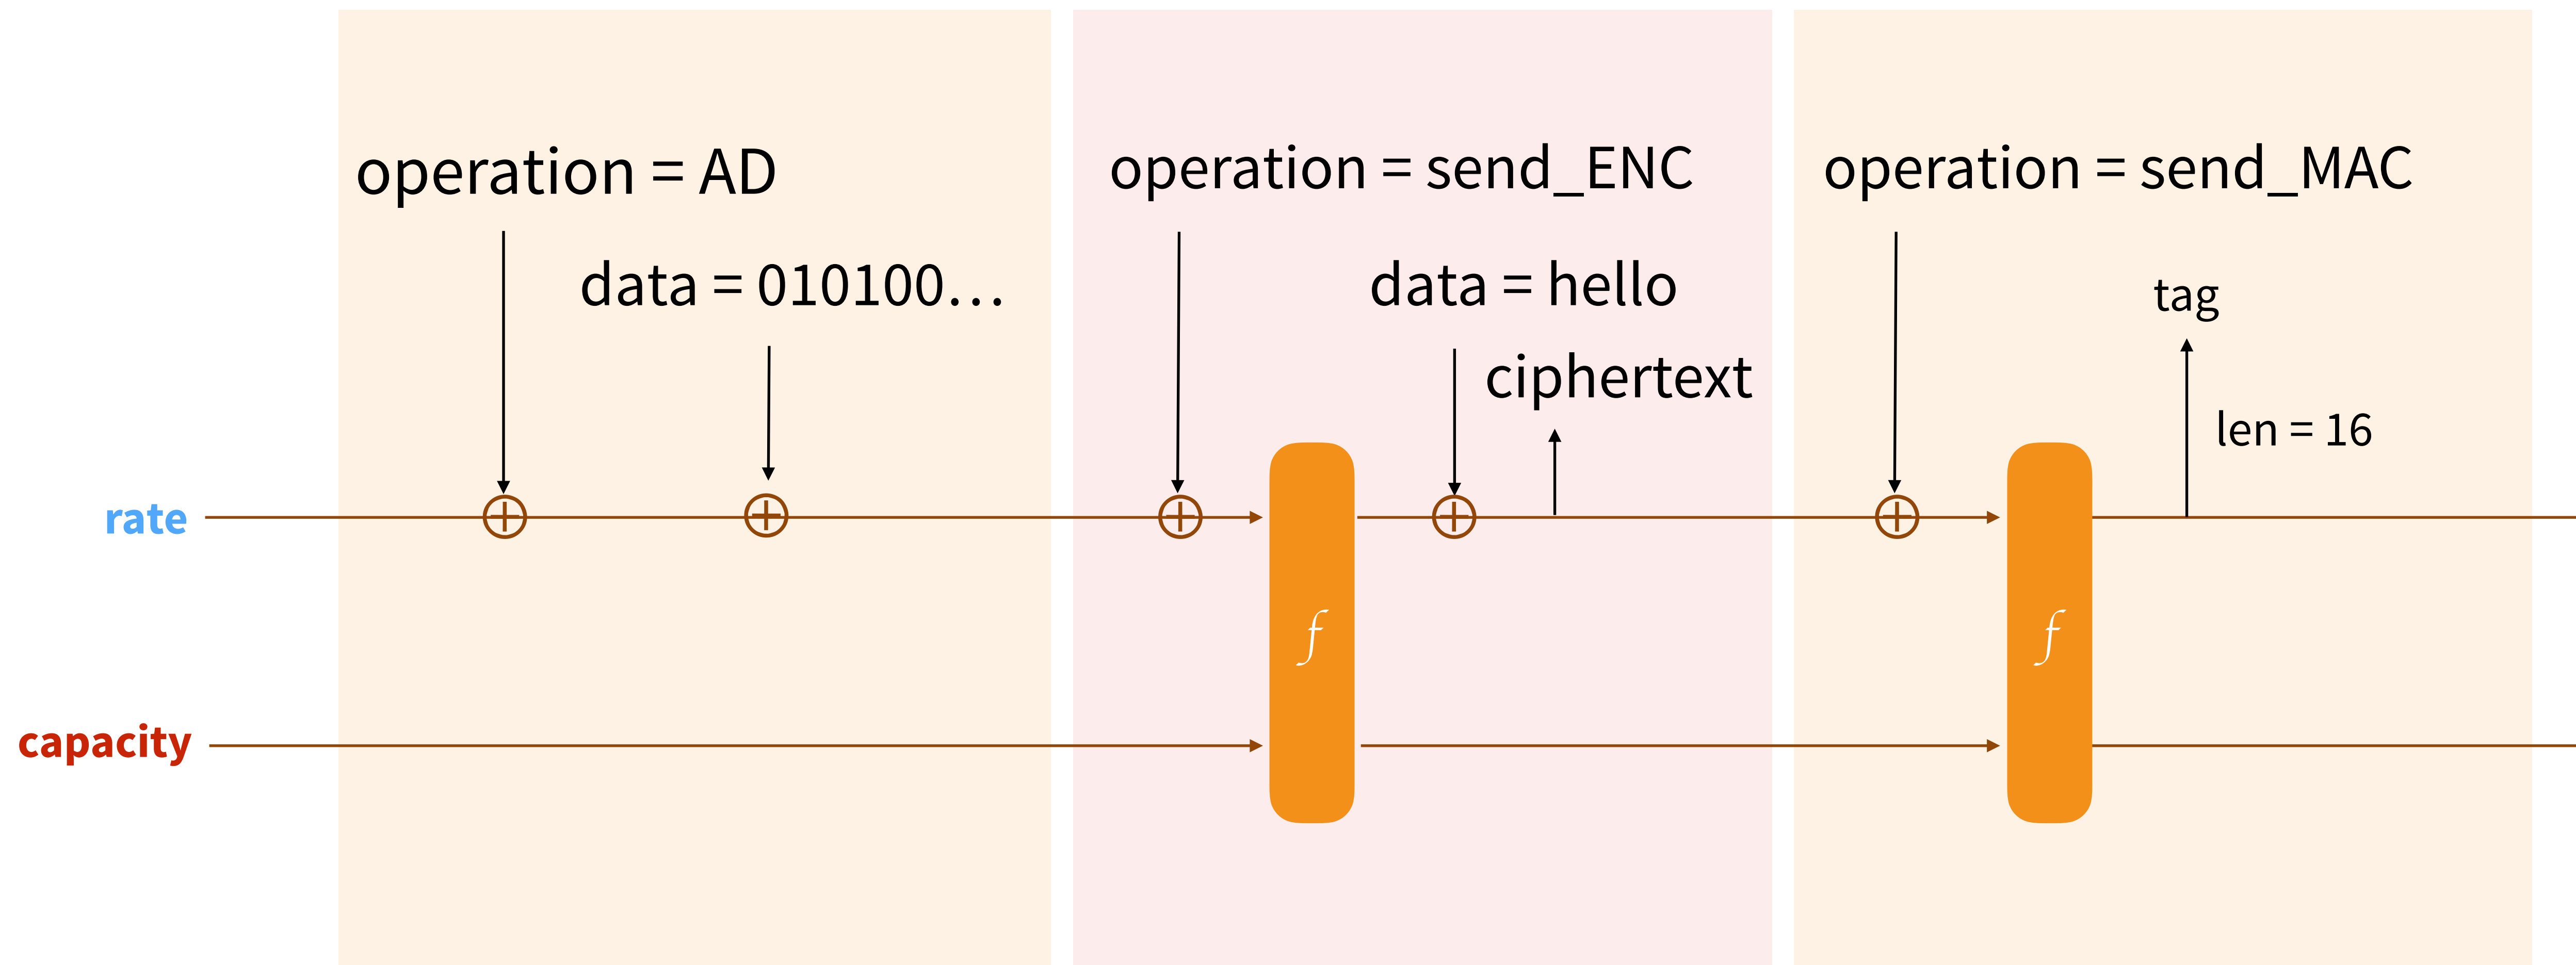 operation = AD
data = 010100...
operation = send_ENC
data = hello
ciphertext
operation = send_MAC
tag
len = 16
rate
f
f
capacity